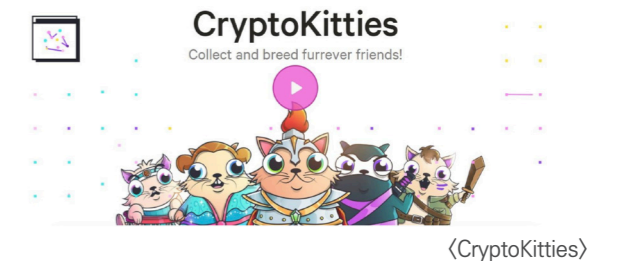 CryptoKitties
Collect and breed furrever friends!
〈CryptoKitties〉